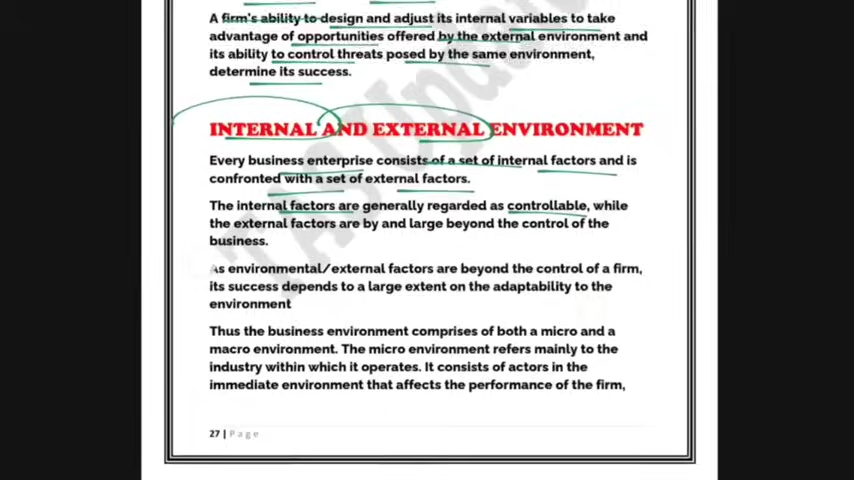 A firm's ability to design and adjust its internal variables to take
advantage of opportunities offered by the external environment and
its ability to control threats posed by the same environment,
determine its success.
INTERNAL AND EXTERNAL ENVIRONMENT
Every business enterprise consists of a set of internal factors and is
confronted with a set of external factors.
The internal factors are generally regarded as controllable, while
the external factors are by and large beyond the control of the
business.
As environmental/external factors are beyond the control of a firm,
its success depends to a large extent on the adaptability to the
environment
Thus the business environment comprises of both a micro and a
macro environment. The micro environment refers mainly to the
industry within which it operates. It consists of actors in the
immediate environment that affects the performance of the firm,
27 | Page